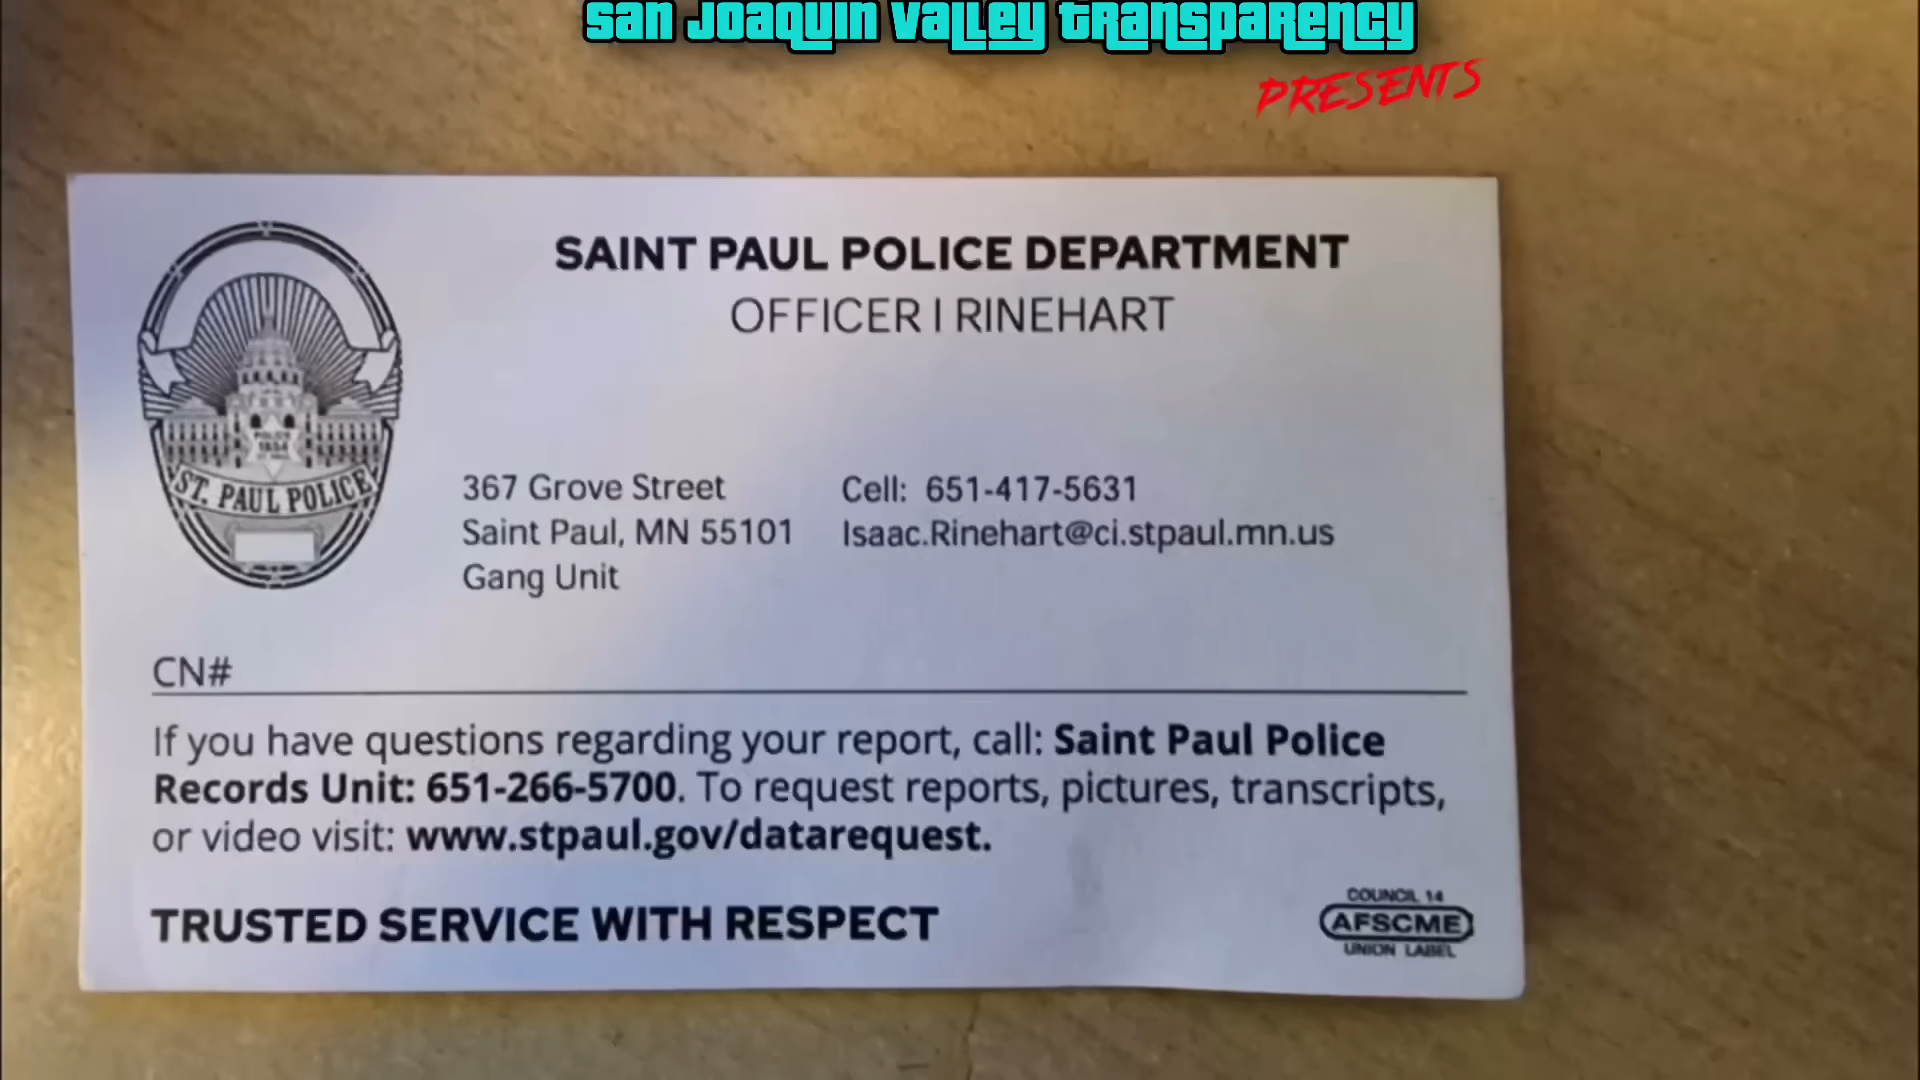 San Joaquin Valley Transparency
PRESENTS
SAINT PAUL POLICE DEPARTMENT
OFFICER I RINEHART
POLICE
ST. PAUL POLICE
367 Grove Street
Saint Paul, MN 55101
Gang Unit
Cell: 651-417-5631
Isaac.Rinehart@ci.stpaul.mn.us
CN#
If you have questions regarding your report, call: Saint Paul Police
Records Unit: 651-266-5700. To request reports, pictures, transcripts,
or video visit: www.stpaul.gov/datarequest.
TRUSTED SERVICE WITH RESPECT
COUNCIL 14
AFSCME
UNION LABEL